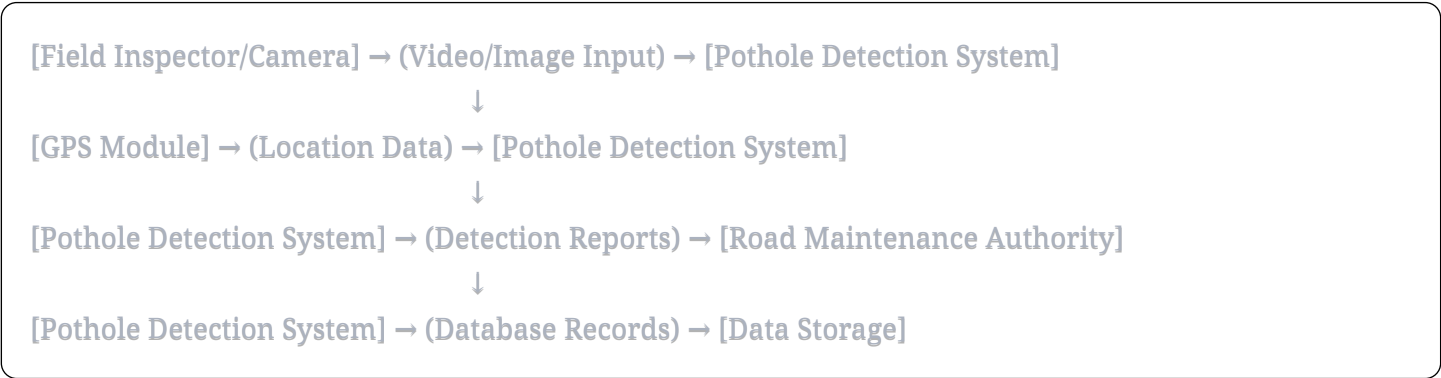 [Field Inspector/Camera] → (Video/Image Input) → [Pothole Detection System]
↓
[GPS Module] → (Location Data) → [Pothole Detection System]
↓
[Pothole Detection System] → (Detection Reports) → [Road Maintenance Authority]
↓
[Pothole Detection System] → (Database Records) → [Data Storage]